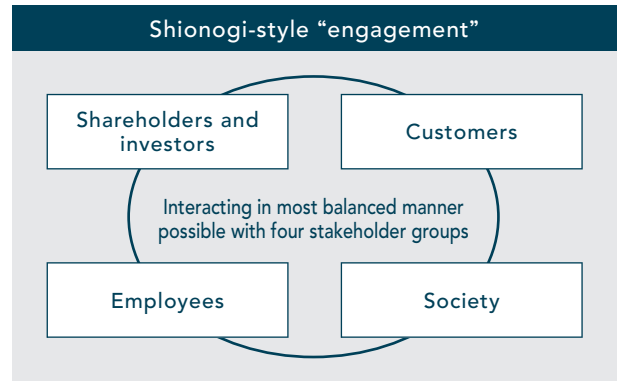 Shionogi-style “engagement”
Shareholders and
investors
Customers
Interacting in most balanced manner
possible with four stakeholder groups
Employees
Society